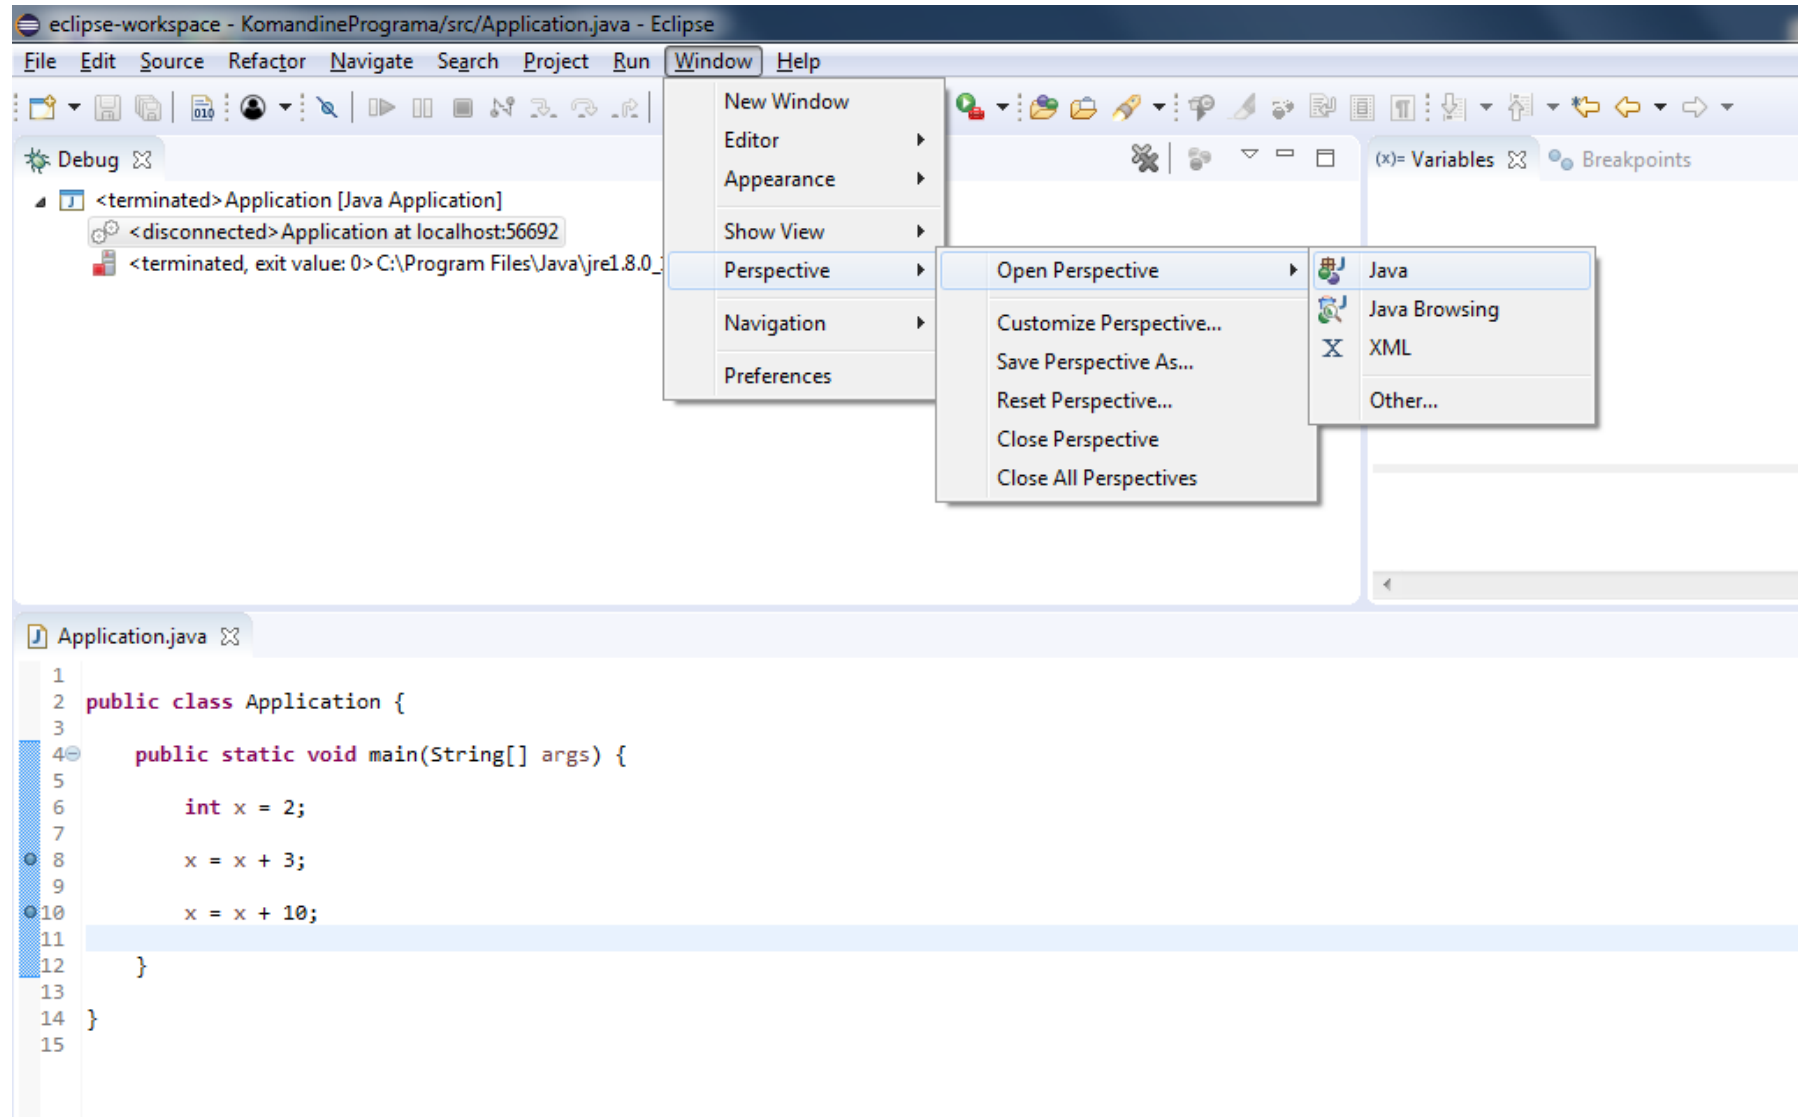 eclipse-workspace - KomandinePrograma/src/Application.java - Eclipse
File Edit Source Refactor Navigate Search Project Run Window Help
010
New Window
Editor
Appearance
Show View
Perspective
Navigation
Preferences
Open Perspective
Customize Perspective...
Save Perspective As...
Reset Perspective...
Close Perspective
Close All Perspectives
Java
Java Browsing
XML
Other...
Debug
<terminated>Application [Java Application]
<disconnected>Application at localhost:56692
<terminated, exit value: 0>C:\Program Files\Java\jre1.8.0_
(x)= Variables Breakpoints
Application.java
1
2 public class Application {
3
4 public static void main(String[] args) {
5
6 int x = 2;
7
8 x = x + 3;
9
10 x = x + 10;
11
12 }
13
14 }
15